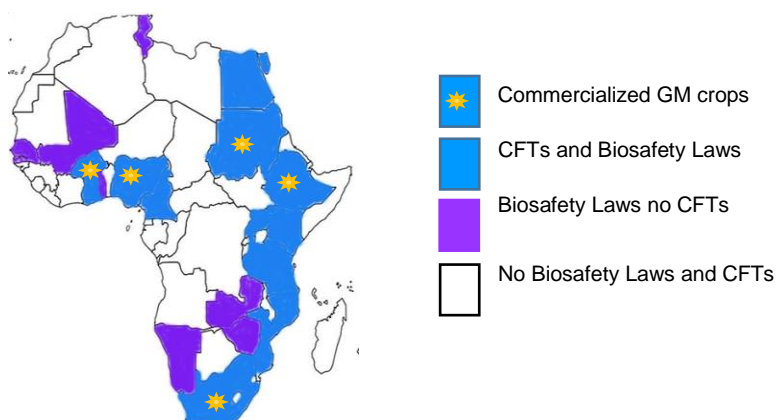 Commercialized GM crops
CFTs and Biosafety Laws
Biosafety Laws no CFTs
No Biosafety Laws and CFTs